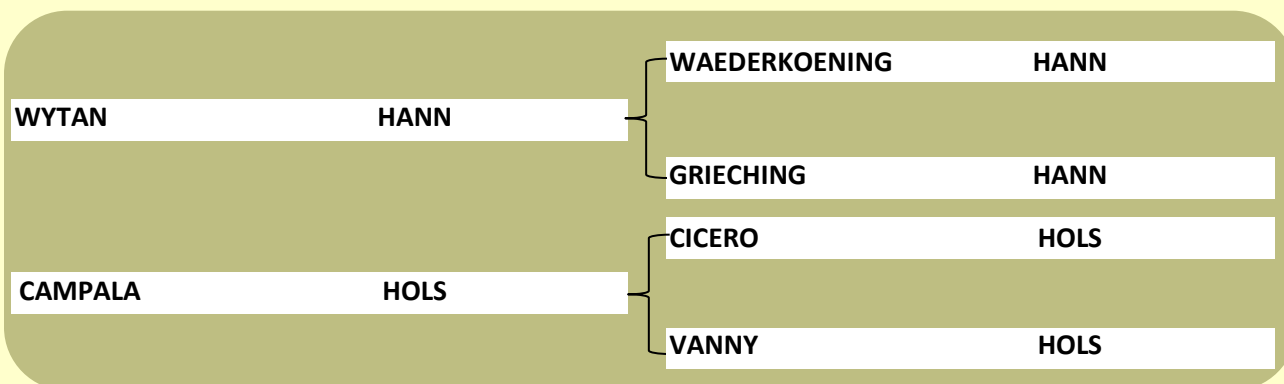 WAEDERKOENING HANN
WYTAN HANN
GRIECHING HANN
CICERO HOLS
CAMPALA HOLS
VANNY HOLS